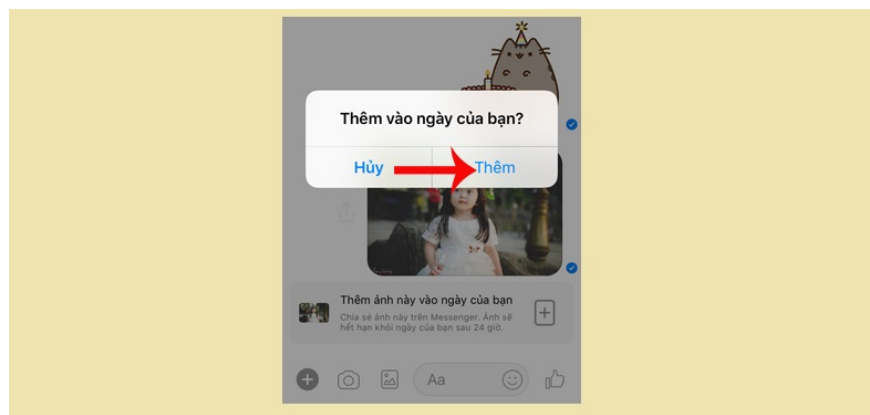 Thêm vào ngày của bạn?
Hủy
Thêm
Thêm ảnh này vào ngày của bạn
Chia sẻ ảnh này trên Messenger. Ảnh sẽ
hết hạn khỏi ngày của bạn sau 24 giờ.
Aa